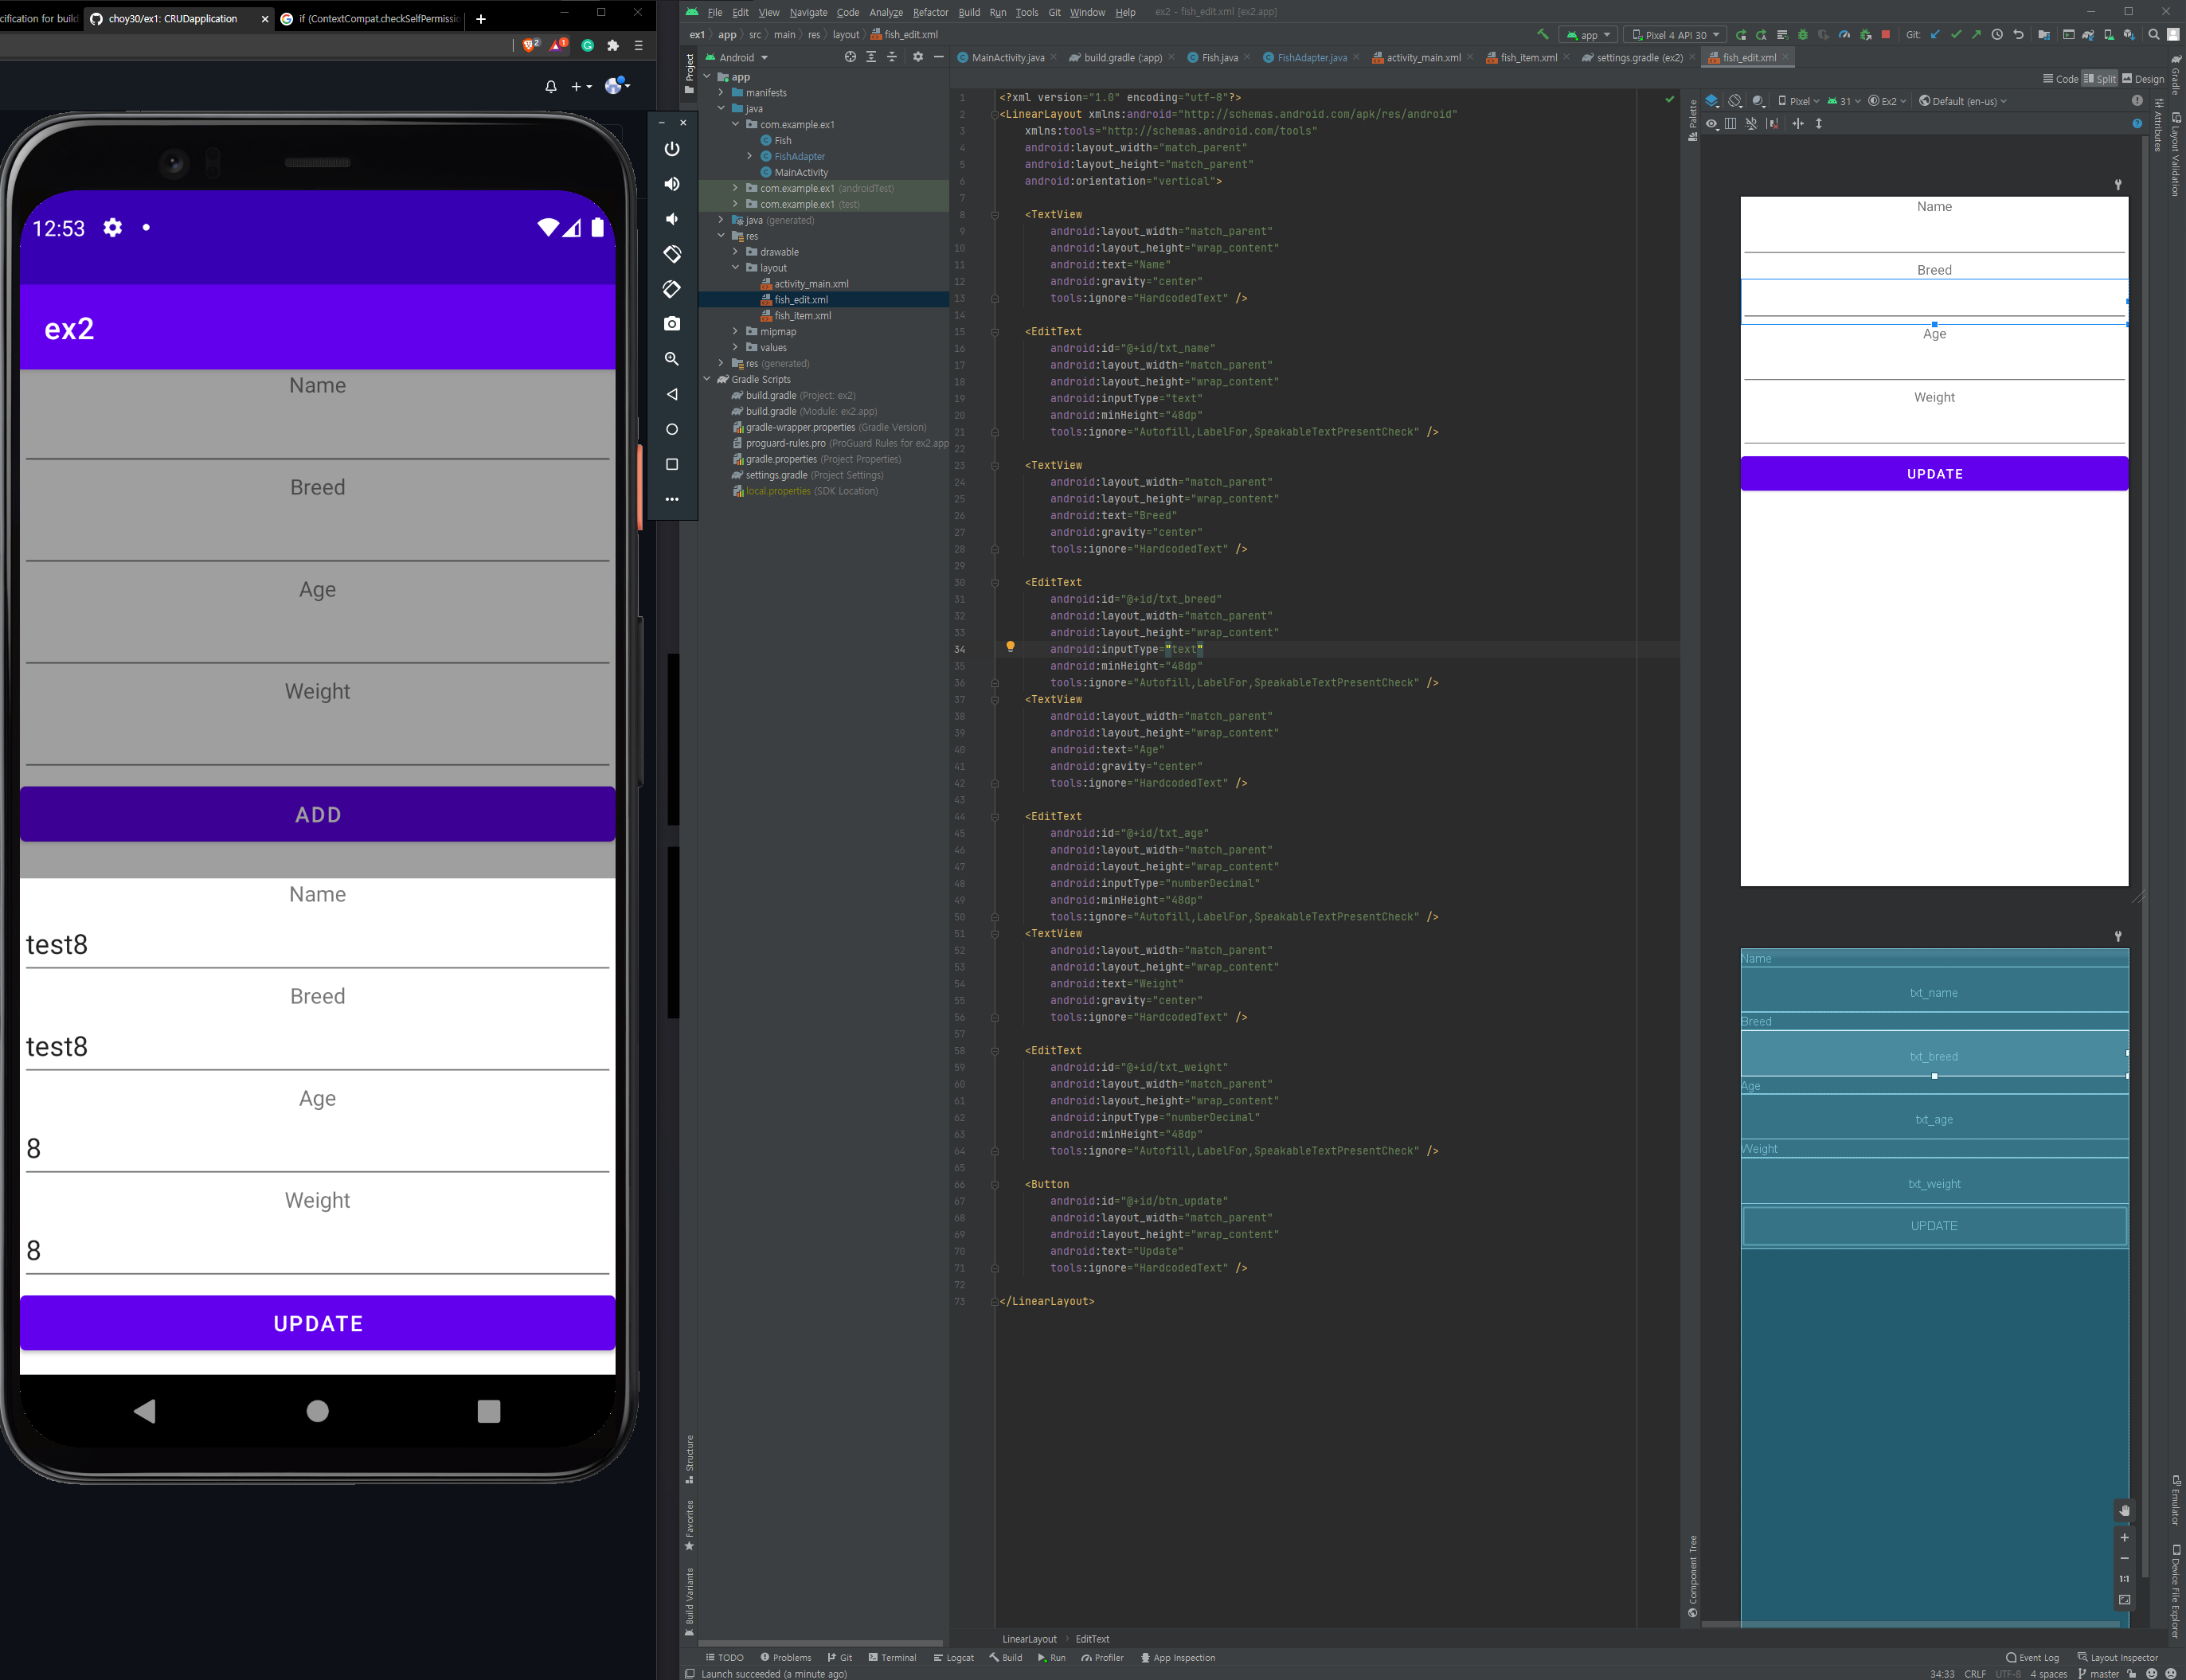 ification for build
choy30/ex1: CRUDapplication
if (ContextCompat.checkSelfPermissio
12:53
ex2
Name
Breed
Age
Weight
ADD
Name
test8
Breed
test8
Age
8
Weight
8
UPDATE
File Edit View Navigate Code Analyze Refactor Build Run Tools Git Window Help ex2 - fish_edit.xml [ex2.app]
ex1 app src main res layout fish_edit.xml
app Pixel 4 API 30 Git:
Project
Android
MainActivity.java build.gradle (:app) Fish.java FishAdapter.java activity_main.xml fish_item.xml settings.gradle (ex2) fish_edit.xml
Code Split Design
app
manifests
java
com.example.ex1
Fish
FishAdapter
MainActivity
com.example.ex1 (androidTest)
com.example.ex1 (test)
java (generated)
res
drawable
layout
activity_main.xml
fish_edit.xml
fish_item.xml
mipmap
values
res (generated)
Gradle Scripts
build.gradle (Project: ex2)
build.gradle (Module: ex2.app)
gradle-wrapper.properties (Gradle Version)
proguard-rules.pro (ProGuard Rules for ex2.app
gradle.properties (Project Properties)
settings.gradle (Project Settings)
local.properties (SDK Location)
1 <?xml version="1.0" encoding="utf-8"?>
2 <LinearLayout xmlns:android="http://schemas.android.com/apk/res/android"
3 xmlns:tools="http://schemas.android.com/tools"
4 android:layout_width="match_parent"
5 android:layout_height="match_parent"
6 android:orientation="vertical">
7
8 <TextView
9 android:layout_width="match_parent"
10 android:layout_height="wrap_content"
11 android:text="Name"
12 android:gravity="center"
13 tools:ignore="HardcodedText" />
14
15 <EditText
16 android:id="@+id/txt_name"
17 android:layout_width="match_parent"
18 android:layout_height="wrap_content"
19 android:inputType="text"
20 android:minHeight="48dp"
21 tools:ignore="Autofill,LabelFor,SpeakableTextPresentCheck" />
22
23 <TextView
24 android:layout_width="match_parent"
25 android:layout_height="wrap_content"
26 android:text="Breed"
27 android:gravity="center"
28 tools:ignore="HardcodedText" />
29
30 <EditText
31 android:id="@+id/txt_breed"
32 android:layout_width="match_parent"
33 android:layout_height="wrap_content"
34 android:inputType="text"
35 android:minHeight="48dp"
36 tools:ignore="Autofill,LabelFor,SpeakableTextPresentCheck" />
37 <TextView
38 android:layout_width="match_parent"
39 android:layout_height="wrap_content"
40 android:text="Age"
41 android:gravity="center"
42 tools:ignore="HardcodedText" />
43
44 <EditText
45 android:id="@+id/txt_age"
46 android:layout_width="match_parent"
47 android:layout_height="wrap_content"
48 android:inputType="numberDecimal"
49 android:minHeight="48dp"
50 tools:ignore="Autofill,LabelFor,SpeakableTextPresentCheck" />
51 <TextView
52 android:layout_width="match_parent"
53 android:layout_height="wrap_content"
54 android:text="Weight"
55 android:gravity="center"
56 tools:ignore="HardcodedText" />
57
58 <EditText
59 android:id="@+id/txt_weight"
60 android:layout_width="match_parent"
61 android:layout_height="wrap_content"
62 android:inputType="numberDecimal"
63 android:minHeight="48dp"
64 tools:ignore="Autofill,LabelFor,SpeakableTextPresentCheck" />
65
66 <Button
67 android:id="@+id/btn_update"
68 android:layout_width="match_parent"
69 android:layout_height="wrap_content"
70 android:text="Update"
71 tools:ignore="HardcodedText" />
72
73 </LinearLayout>
Palette
Pixel 31 Ex2 Default (en-us)
Name
Breed
Age
Weight
UPDATE
Name
txt_name
Breed
txt_breed
Age
txt_age
Weight
txt_weight
UPDATE
1:1
Component Tree
Gradle
Attributes
Layout Validation
Emulator
Device File Explorer
Structure
Favorites
Build Variants
LinearLayout EditText
TODO Problems Git Terminal Logcat Build Run Profiler App Inspection
Event Log Layout Inspector
Launch succeeded (a minute ago)
34:33 CRLF UTF-8 4 spaces master